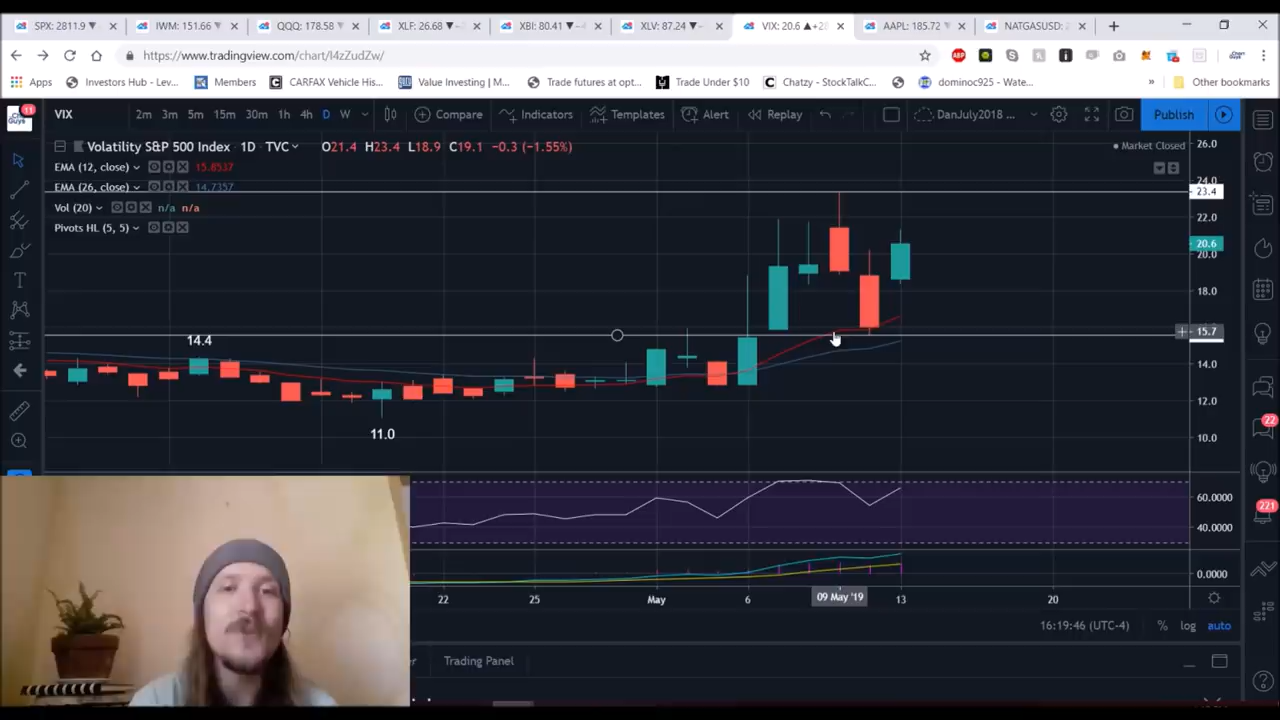 SPX: 2811.9 ▼
IWM: 151.66 ▼
QQQ: 178.58 ▼
XLF: 26.68 ▼
XBI: 80.41 ▼
XLV: 87.24 ▼
VIX: 20.6 ▲
AAPL: 185.72
NATGASUSD: 2
https://www.tradingview.com/chart/I4zZudZw/
ABP
Apps
Investors Hub - Lev...
Members
CARFAX Vehicle His...
Value Investing | M...
Trade futures at opt...
Trade Under $10
Chatzy - StockTalkC...
dominoc925 - Wate...
»
Other bookmarks
11
VIX
2m 3m 5m 15m 30m 1h 4h D W
Compare
Indicators
Templates
Alert
Replay
DanJuly2018 ...
Publish
Volatility S&P 500 Index · 1D · TVC
O21.4 H23.4 L18.9 C19.1 -0.3 (-1.55%)
Market Closed
EMA (12, close) 15.8537
EMA (26, close) 14.7357
Vol (20) n/a n/a
Pivots HL (5, 5)
26.0
24.0
23.4
22.0
20.6
20.0
18.0
15.7
14.0
12.0
10.0
14.4
11.0
60.0000
40.0000
0.0000
22
221
22 25 May 6 09 May '19 13 20
16:19:46 (UTC-4)
% log auto
Trading Panel